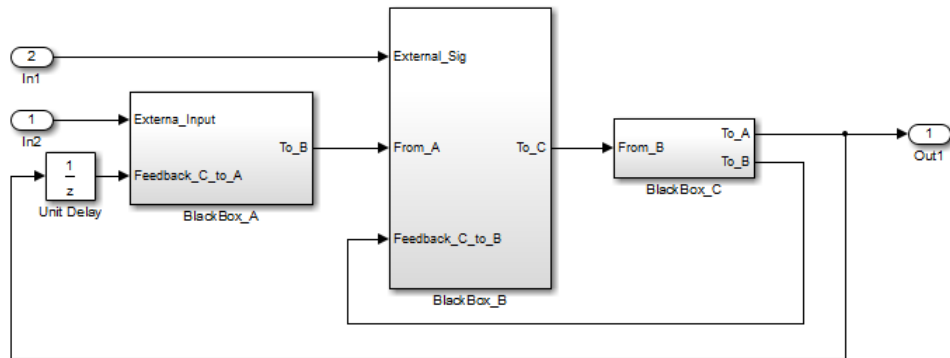 2
In1
External_Sig
1
In2
Externa_Input
To_B
Feedback_C_to_A
BlackBox_A
1
z
Unit Delay
From_A
To_C
Feedback_C_to_B
BlackBox_B
From_B
To_A
To_B
BlackBox_C
1
Out1